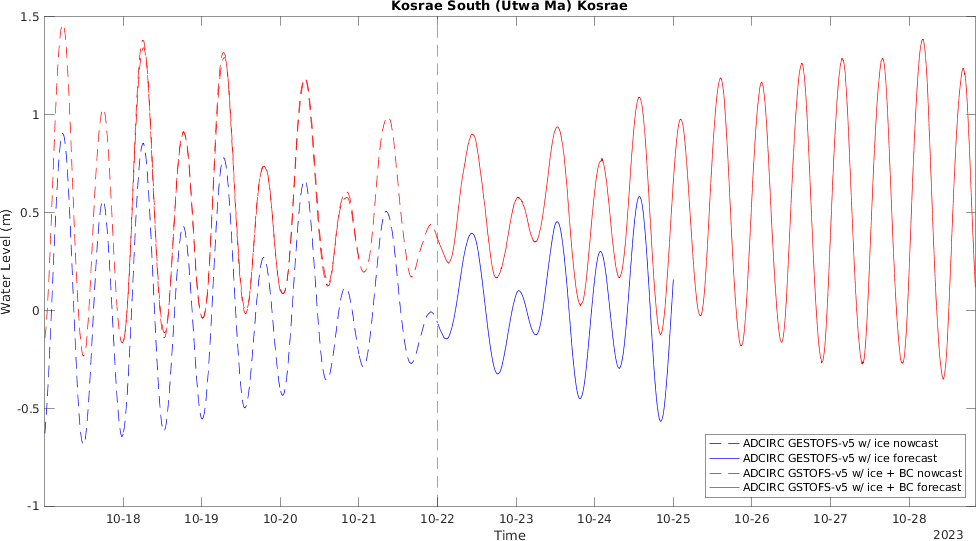 Kosrae South (Utwa Ma) Kosrae
Water Level (m)
1.5
1
0.5
0
-0.5
-1
10-18 10-19 10-20 10-21 10-22 10-23 10-24 10-25 10-26 10-27 10-28
Time
2023
ADCIRC GESTOFS-v5 w/ ice nowcast
ADCIRC GESTOFS-v5 w/ ice forecast
ADCIRC GSTOFS-v5 w/ ice + BC nowcast
ADCIRC GSTOFS-v5 w/ ice + BC forecast